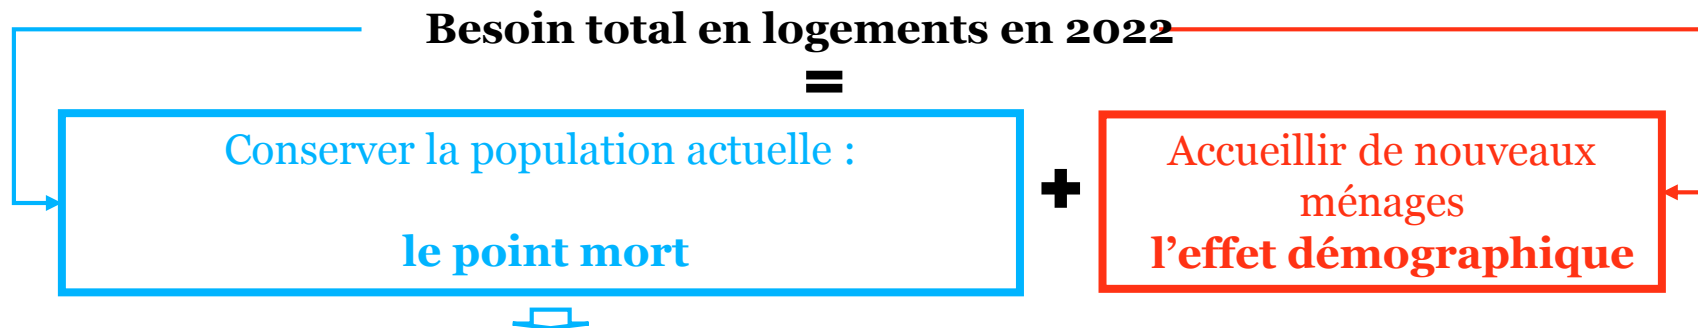 Besoin total en logements en 2022
=
Conserver la population actuelle :
le point mort
+
Accueillir de nouveaux
ménages
l’effet démographique